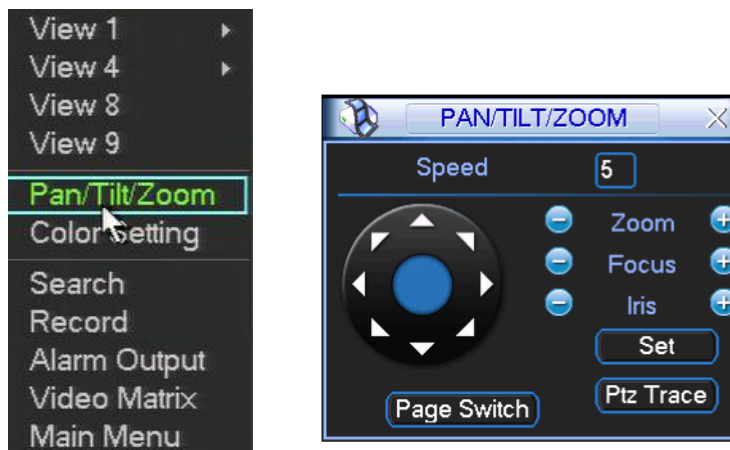 View 1
View 4
View 8
View 9
Pan/Tilt/Zoom
Color Setting
Search
Record
Alarm Output
Video Matrix
Main Menu
PAN/TILT/ZOOM
Speed 5
Zoom
Focus
Iris
Set
Ptz Trace
Page Switch